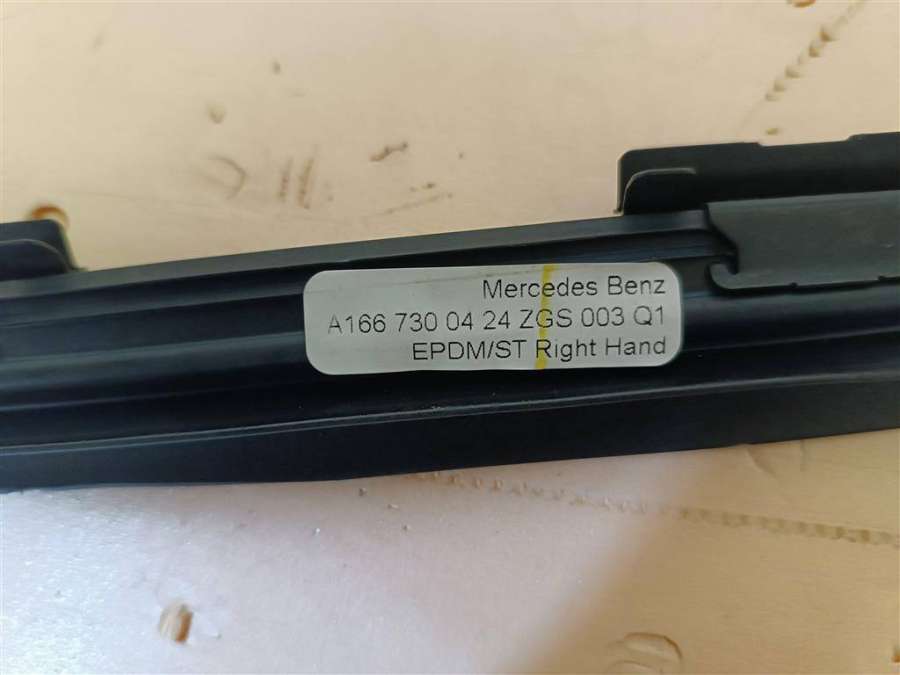 Mercedes Benz
A166 730 04 24 ZGS 003 Q1
EPDM/ST Right Hand